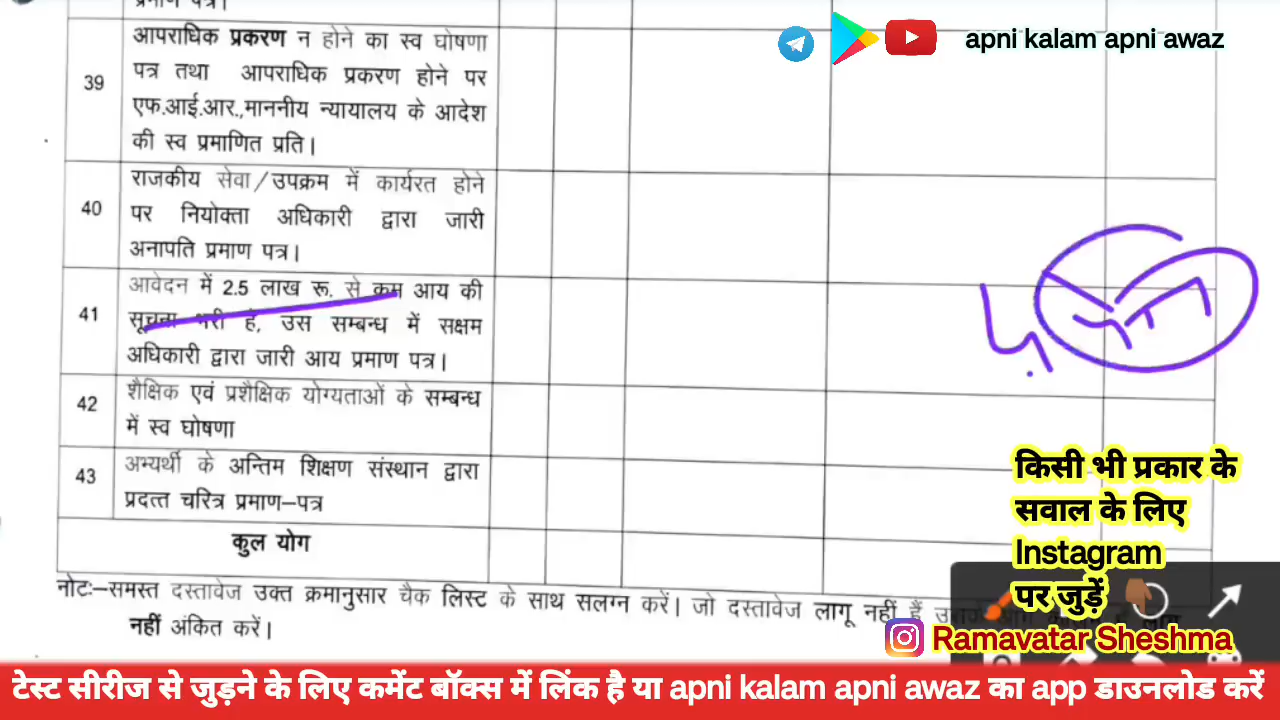 प्रमाण पत्र।
apni kalam apni awaz
39
आपराधिक प्रकरण न होने का स्व घोषणा
पत्र तथा आपराधिक प्रकरण होने पर
एफ.आई.आर.,माननीय न्यायालय के आदेश
की स्व प्रमाणित प्रति।
40
राजकीय सेवा/उपक्रम में कार्यरत होने
पर नियोक्ता अधिकारी द्वारा जारी
अनापति प्रमाण पत्र।
41
आवेदन में 2.5 लाख रू. से कम आय की
सूचना भरी है, उस सम्बन्ध में सक्षम
अधिकारी द्वारा जारी आय प्रमाण पत्र।
42
शैक्षिक एवं प्रशैक्षिक योग्यताओं के सम्बन्ध
में स्व घोषणा
43
अभ्यर्थी के अन्तिम शिक्षण संस्थान द्वारा
प्रदत्त चरित्र प्रमाण–पत्र
कुल योग
नोटः–समस्त दस्तावेज उक्त क्रमानुसार चैक लिस्ट के साथ सलग्न करें। जो दस्तावेज लागू नहीं हैं
नहीं अंकित करें।
किसी भी प्रकार के
सवाल के लिए
Instagram
पर जुड़ें
Ramavatar Sheshma
टेस्ट सीरीज से जुड़ने के लिए कमेंट बॉक्स में लिंक है या apni kalam apni awaz का app डाउनलोड करें